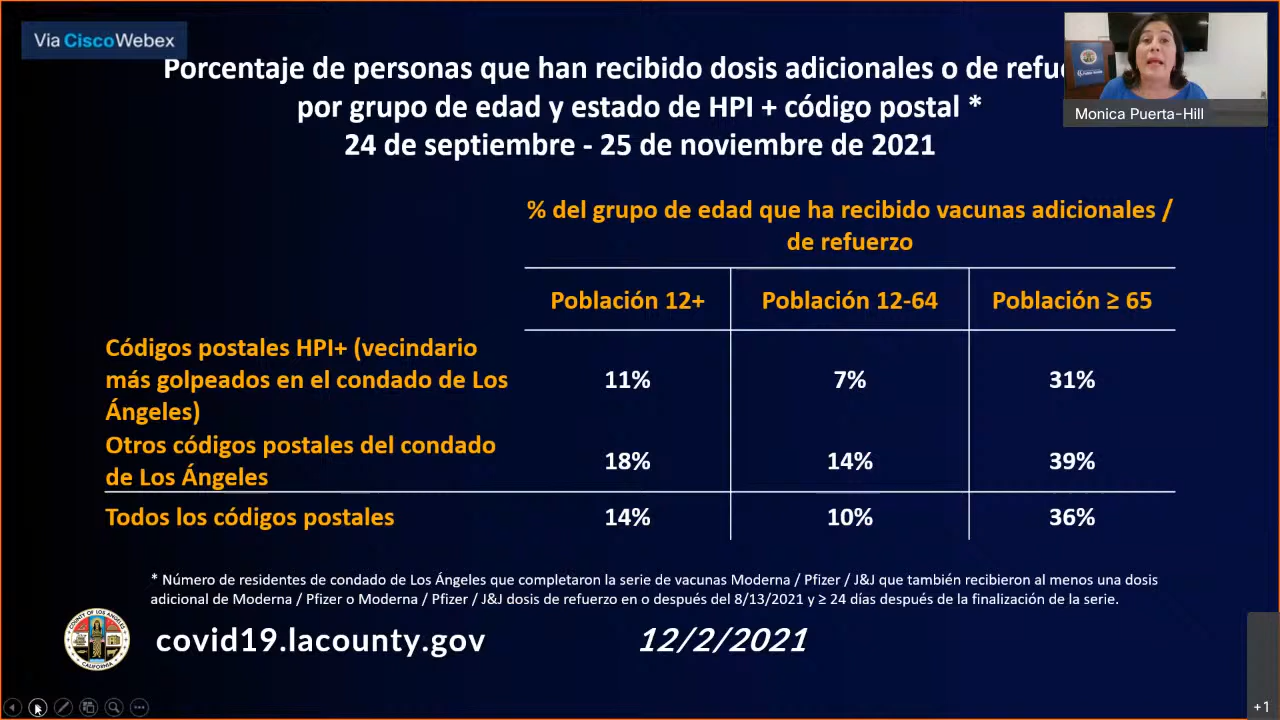 Via CiscoWebex
Porcentaje de personas que han recibido dosis adicionales o de
por grupo de edad y estado de HPI + código postal *
24 de septiembre - 25 de noviembre de 2021
Monica Puerta-Hill
% del grupo de edad que ha recibido vacunas adicionales /
de refuerzo
Población 12+ Población 12-64 Población ≥ 65
Códigos postales HPI+ (vecindario
más golpeados en el condado de Los
Ángeles)
11% 7% 31%
Otros códigos postales del condado
de Los Ángeles
18% 14% 39%
Todos los códigos postales 14% 10% 36%
* Número de residentes de condado de Los Ángeles que completaron la serie de vacunas Moderna / Pfizer / J&J que también recibieron al menos una dosis
adicional de Moderna / Pfizer o Moderna / Pfizer / J&J dosis de refuerzo en o después del 8/13/2021 y ≥ 24 días después de la finalización de la serie.
covid19.lacounty.gov 12/2/2021
+1